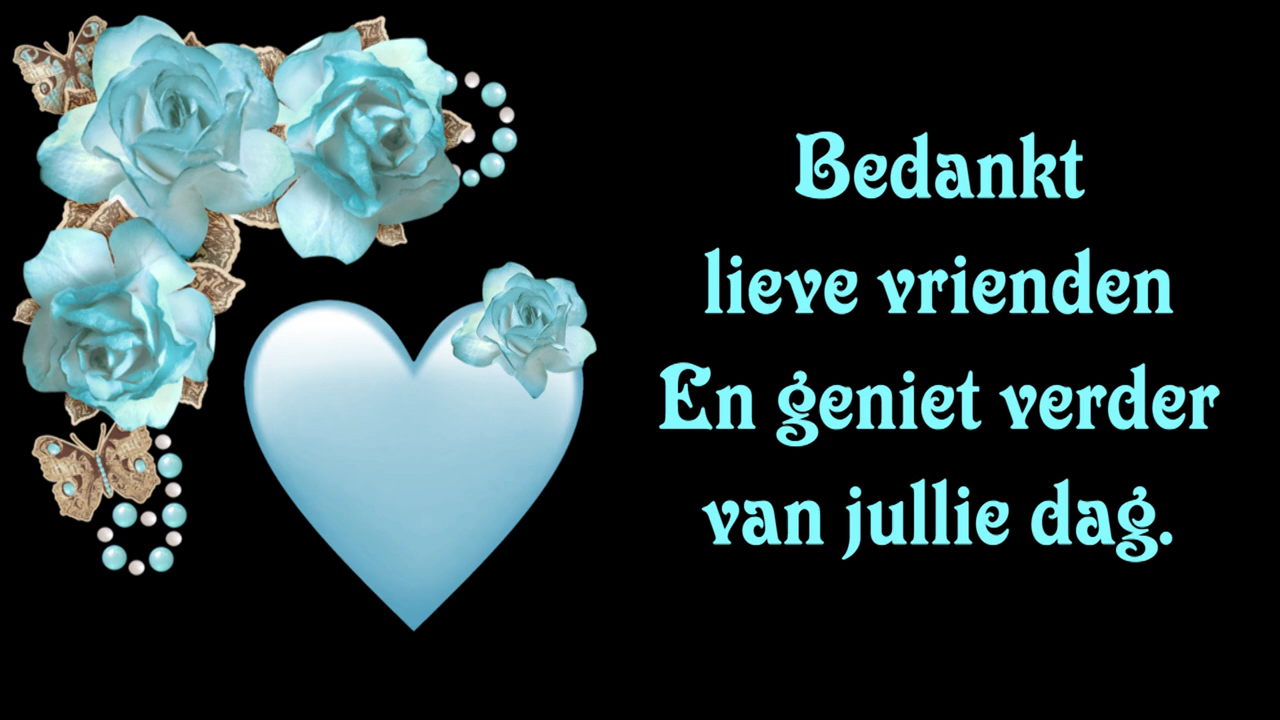 Bedankt
lieve vrienden
En geniet verder
van jullie dag.